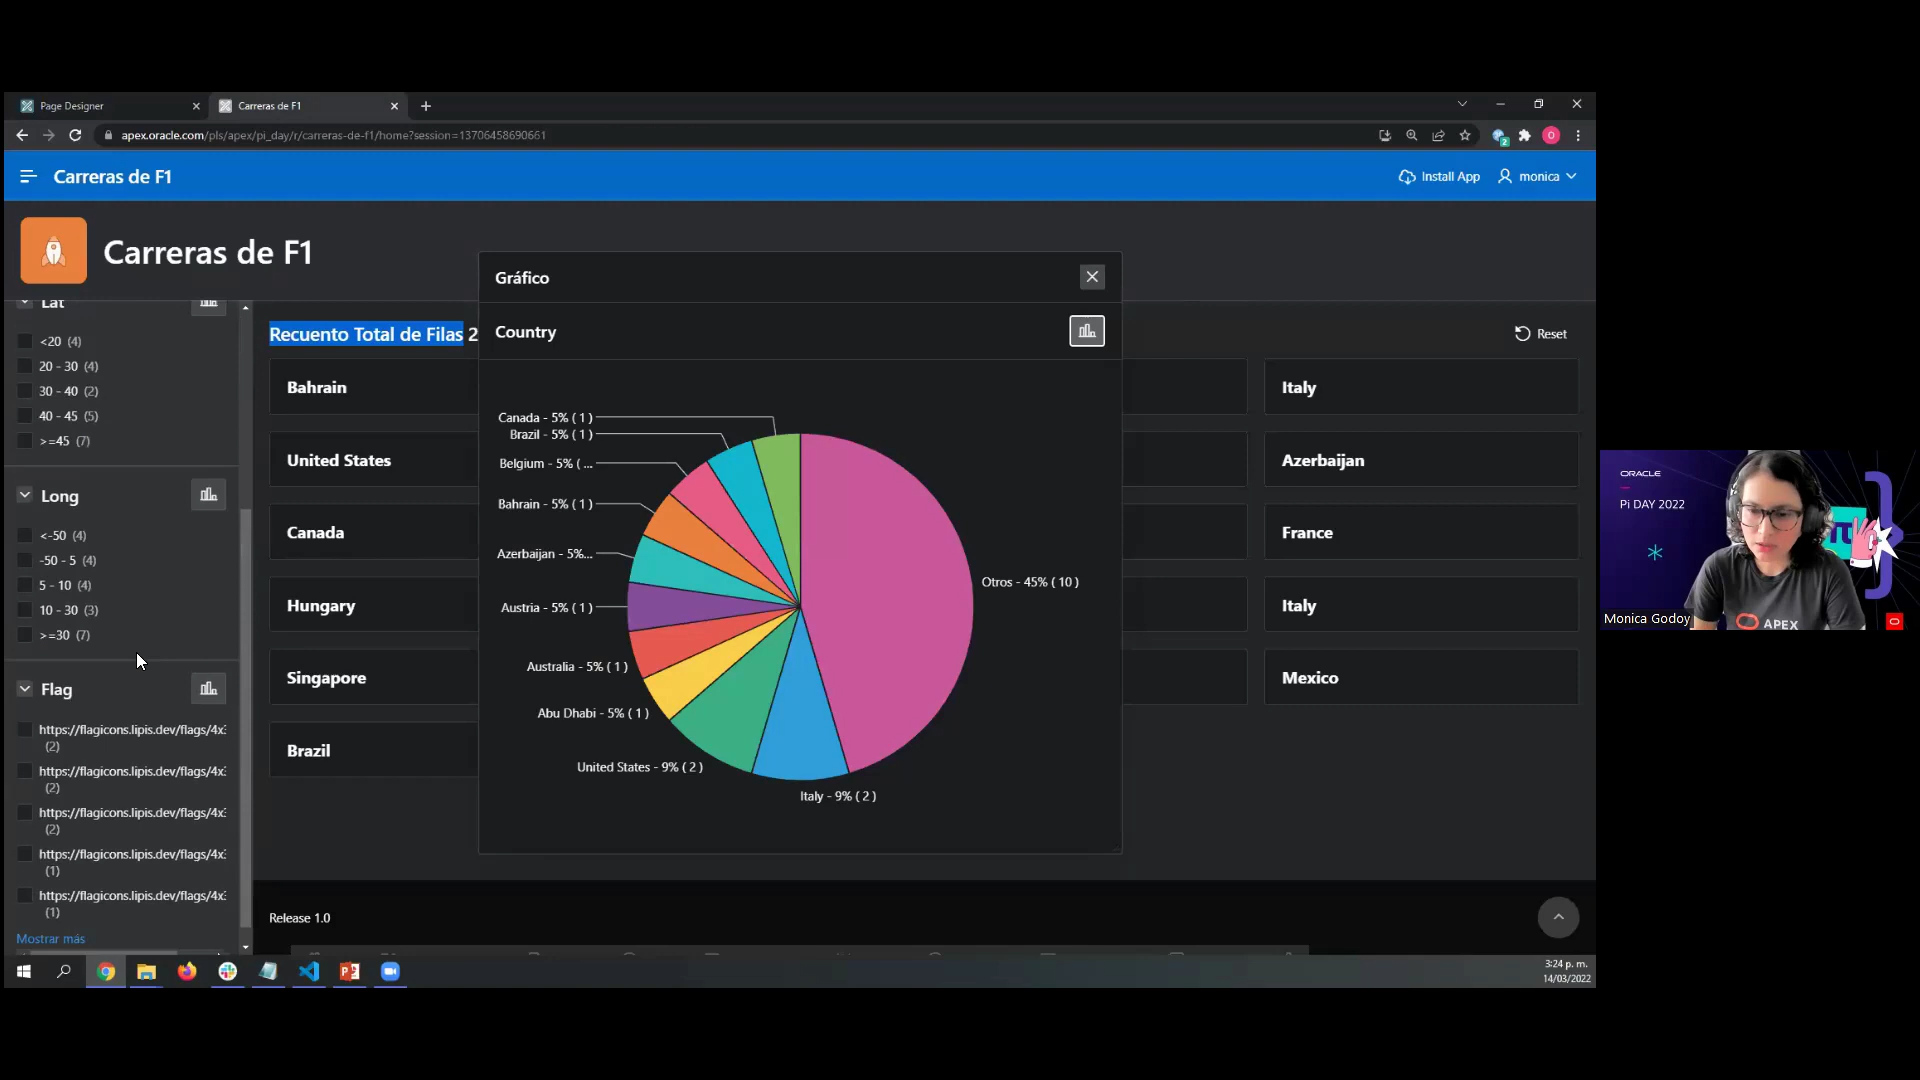 Page Designer
Carreras de F1
apex.oracle.com/pls/apex/pi_day/r/carreras-de-f1/home?session=13706458690661
Carreras de F1
Install App
monica
Carreras de F1
Lat
<20 (4)
20 - 30 (4)
30 - 40 (2)
40 - 45 (5)
>=45 (7)
Long
<-50 (4)
-50 - 5 (4)
5 - 10 (4)
10 - 30 (3)
>=30 (7)
Flag
https://flagicons.lipis.dev/flags/4x
(2)
https://flagicons.lipis.dev/flags/4x
(2)
https://flagicons.lipis.dev/flags/4x
(2)
https://flagicons.lipis.dev/flags/4x
(1)
https://flagicons.lipis.dev/flags/4x
(1)
Mostrar más
Recuento Total de Filas 2
Reset
Bahrain
United States
Canada
Hungary
Singapore
Brazil
Gráfico
Country
Canada - 5% ( 1 )
Brazil - 5% ( 1 )
Belgium - 5% ( ...
Bahrain - 5% ( 1 )
Azerbaijan - 5%...
Austria - 5% ( 1 )
Australia - 5% ( 1 )
Abu Dhabi - 5% ( 1 )
United States - 9% ( 2 )
Italy - 9% ( 2 )
Otros - 45% ( 10 )
Italy
Azerbaijan
France
Italy
Mexico
Release 1.0
3:24 p. m.
14/03/2022
ORACLE
Pi DAY 2022
APEX
Monica Godoy